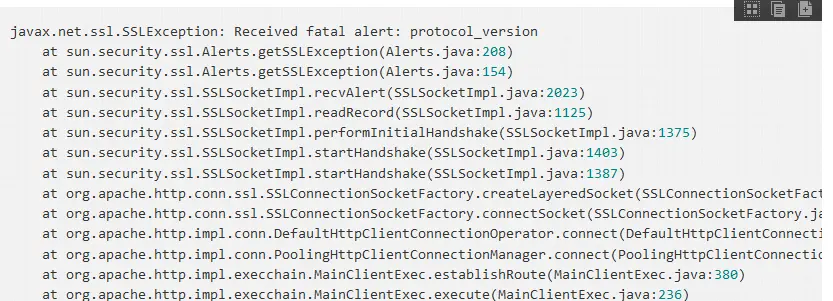 javax.net.ssl.SSLException: Received fatal alert: protocol_version
at sun.security.ssl.Alerts.getSSLException(Alerts.java:208)
at sun.security.ssl.Alerts.getSSLException(Alerts.java:154)
at sun.security.ssl.SSLSocketImpl.recvAlert(SSLSocketImpl.java:2023)
at sun.security.ssl.SSLSocketImpl.readRecord(SSLSocketImpl.java:1125)
at sun.security.ssl.SSLSocketImpl.performInitialHandshake(SSLSocketImpl.java:1375)
at sun.security.ssl.SSLSocketImpl.startHandshake(SSLSocketImpl.java:1403)
at sun.security.ssl.SSLSocketImpl.startHandshake(SSLSocketImpl.java:1387)
at org.apache.http.conn.ssl.SSLConnectionSocketFactory.createLayeredSocket(SSLConnectionSocketFact
at org.apache.http.conn.ssl.SSLConnectionSocketFactory.connectSocket(SSLConnectionSocketFactory.ja
at org.apache.http.impl.conn.DefaultHttpClientConnectionOperator.connect(DefaultHttpClientConnecti
at org.apache.http.impl.conn.PoolingHttpClientConnectionManager.connect(PoolingHttpClientConnectio
at org.apache.http.impl.execchain.MainClientExec.establishRoute(MainClientExec.java:380)
at org.apache.http.impl.execchain.MainClientExec.execute(MainClientExec.java:236)